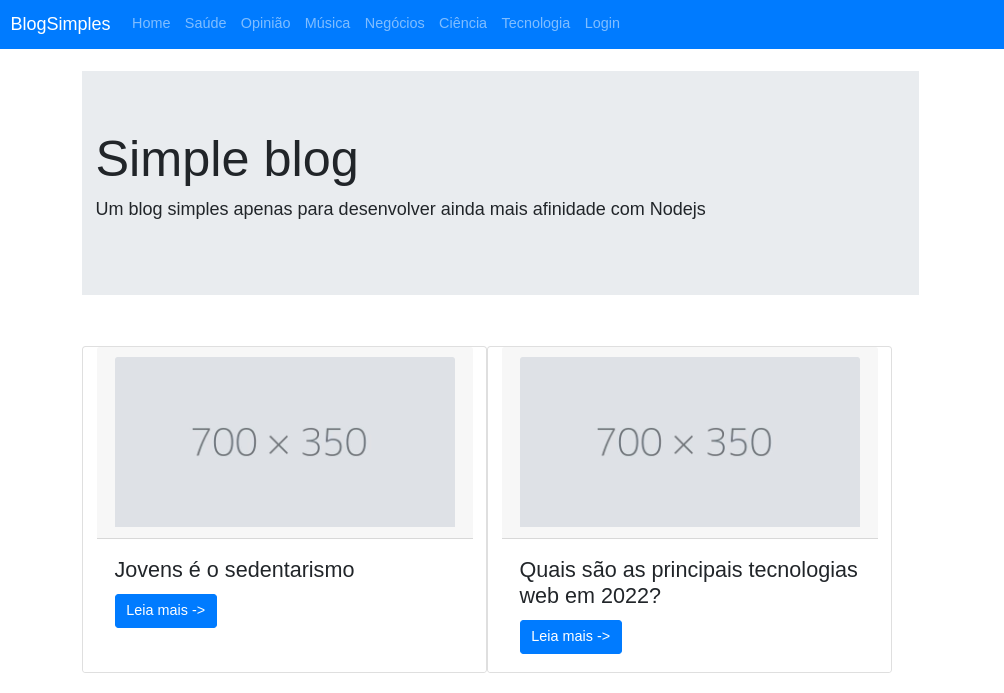 BlogSimples Home Saúde Opinião Música Negócios Ciência Tecnologia Login
Simple blog
Um blog simples apenas para desenvolver ainda mais afinidade com Nodejs
700 × 350
Jovens é o sedentarismo
Leia mais ->
700 × 350
Quais são as principais tecnologias
web em 2022?
Leia mais ->